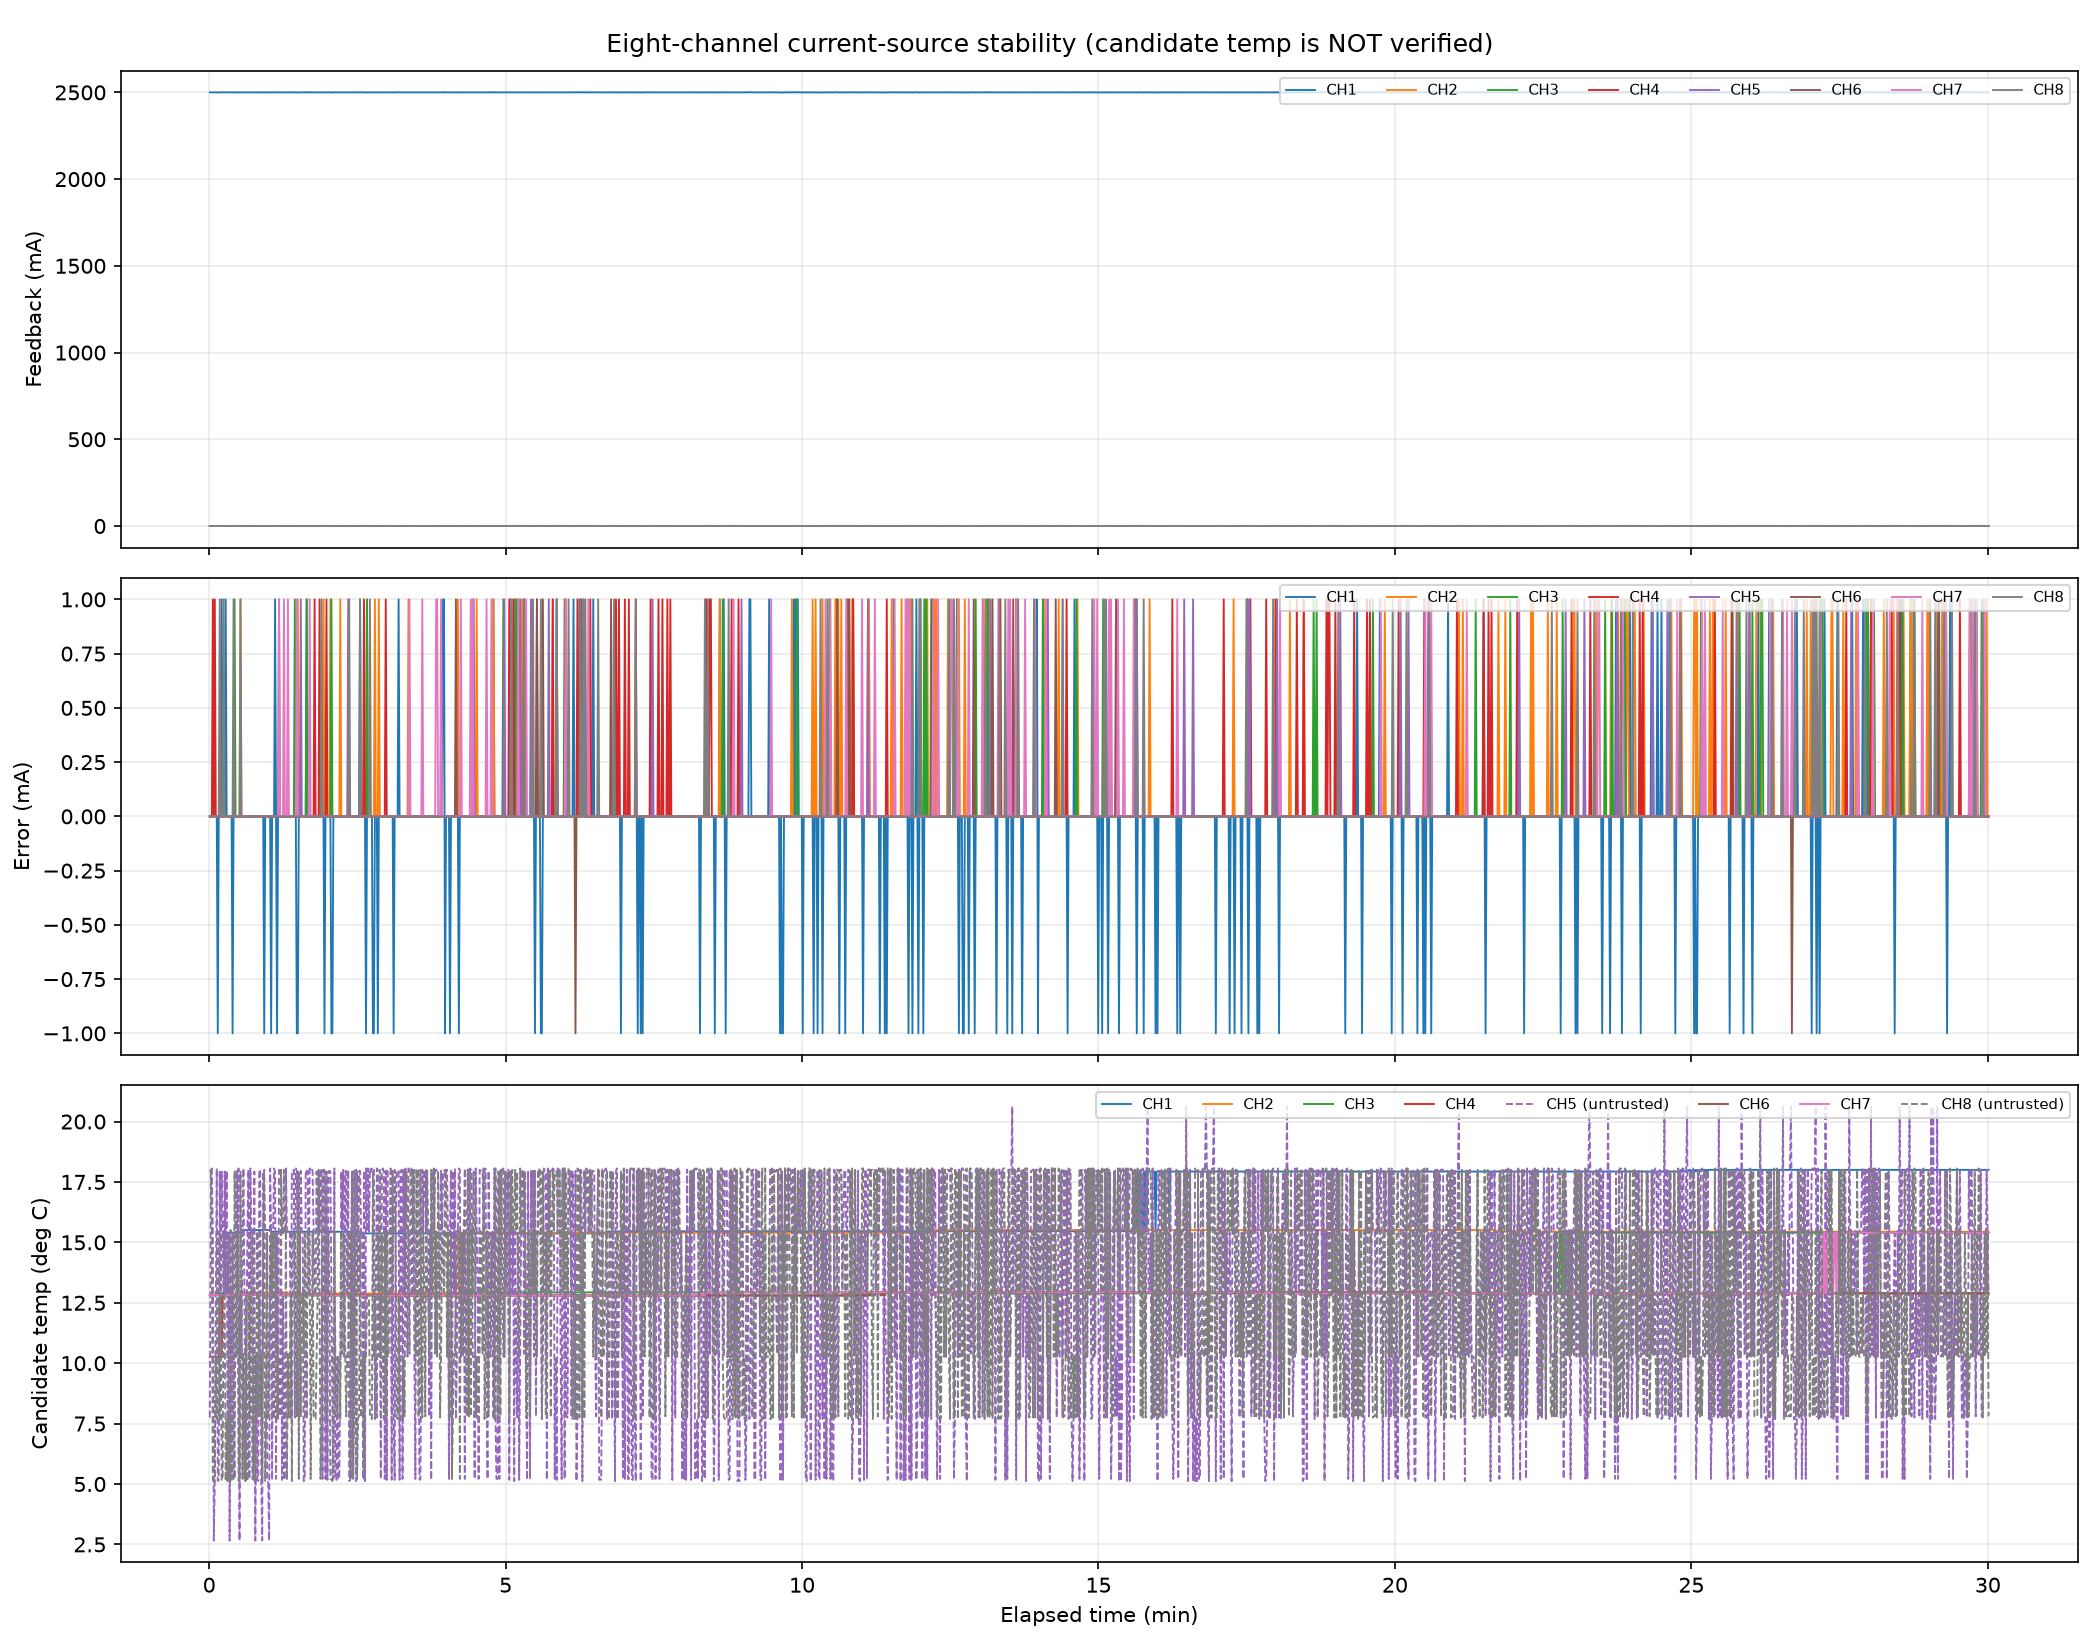 Eight-channel current-source stability (candidate temp is NOT verified)
2500
2000
1500
1000
500
0
Feedback (mA)
CH1 CH2 CH3 CH4 CH5 CH6 CH7 CH8
1.00
0.75
0.50
0.25
0.00
−0.25
−0.50
−0.75
−1.00
Error (mA)
CH1 CH2 CH3 CH4 CH5 CH6 CH7 CH8
20.0
17.5
15.0
12.5
10.0
7.5
5.0
2.5
Candidate temp (deg C)
CH1 CH2 CH3 CH4 CH5 (untrusted) CH6 CH7 CH8 (untrusted)
0 5 10 15 20 25 30
Elapsed time (min)